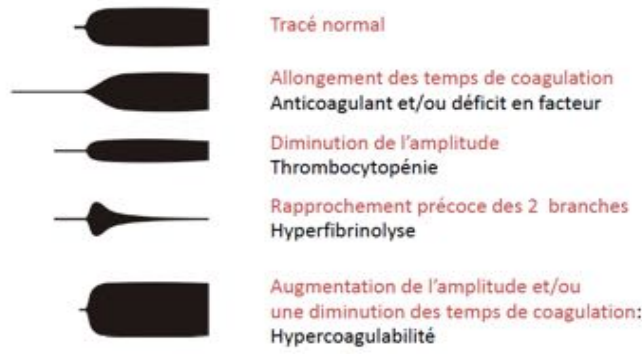 Tracé normal
Allongement des temps de coagulation
Anticoagulant et/ou déficit en facteur
Diminution de l’amplitude
Thrombocytopénie
Rapprochement précoce des 2 branches
Hyperfibrinolyse
Augmentation de l’amplitude et/ou
une diminution des temps de coagulation:
Hypercoagulabilité